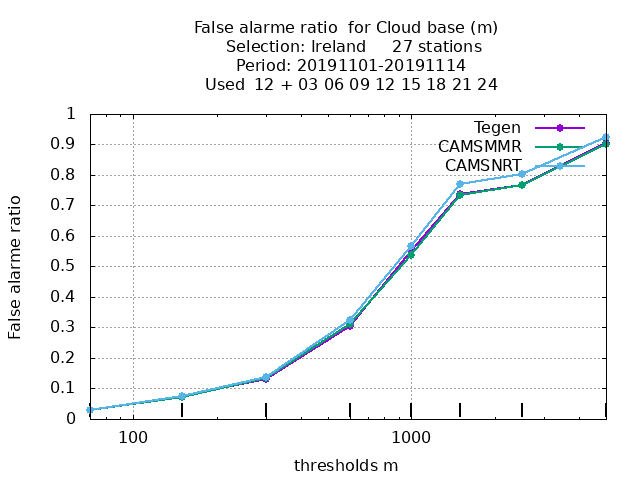 False alarme ratio  for Cloud base (m)
Selection: Ireland     27 stations
Period: 20191101-20191114
Used  12 + 03 06 09 12 15 18 21 24
Tegen
CAMSMMR
CAMSNRT
False alarme ratio
1
0.9
0.8
0.7
0.6
0.5
0.4
0.3
0.2
0.1
0
100
1000
thresholds m